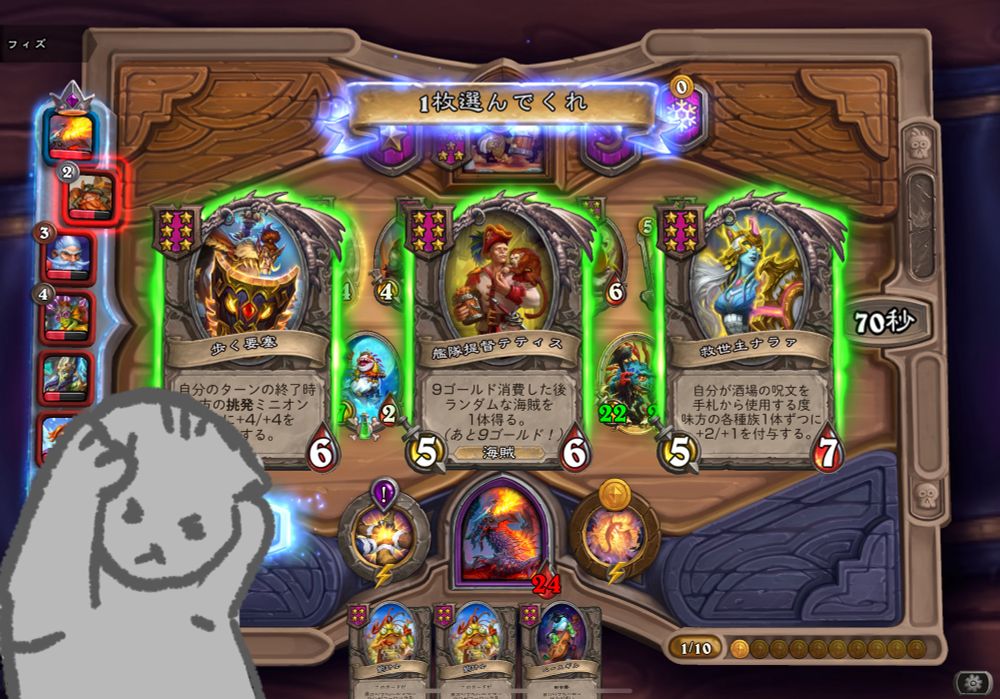 フィズ
1枚選んでくれ
0
2
3
4
4
6
5
70秒
歩く要塞
自分のターンの終了時
挑発ミニオン
に+4/+4を
する。
6
艦隊提督テティス
9ゴールド消費した後
ランダムな海賊を
1体得る。
(あと9ゴールド!)
海賊
5
6
救世主ナラァ
自分が酒場の呪文を
手札から使用する度
味方の各種族1体ずつに
+2/+1を付与する。
5
7
2
22
24
1/10